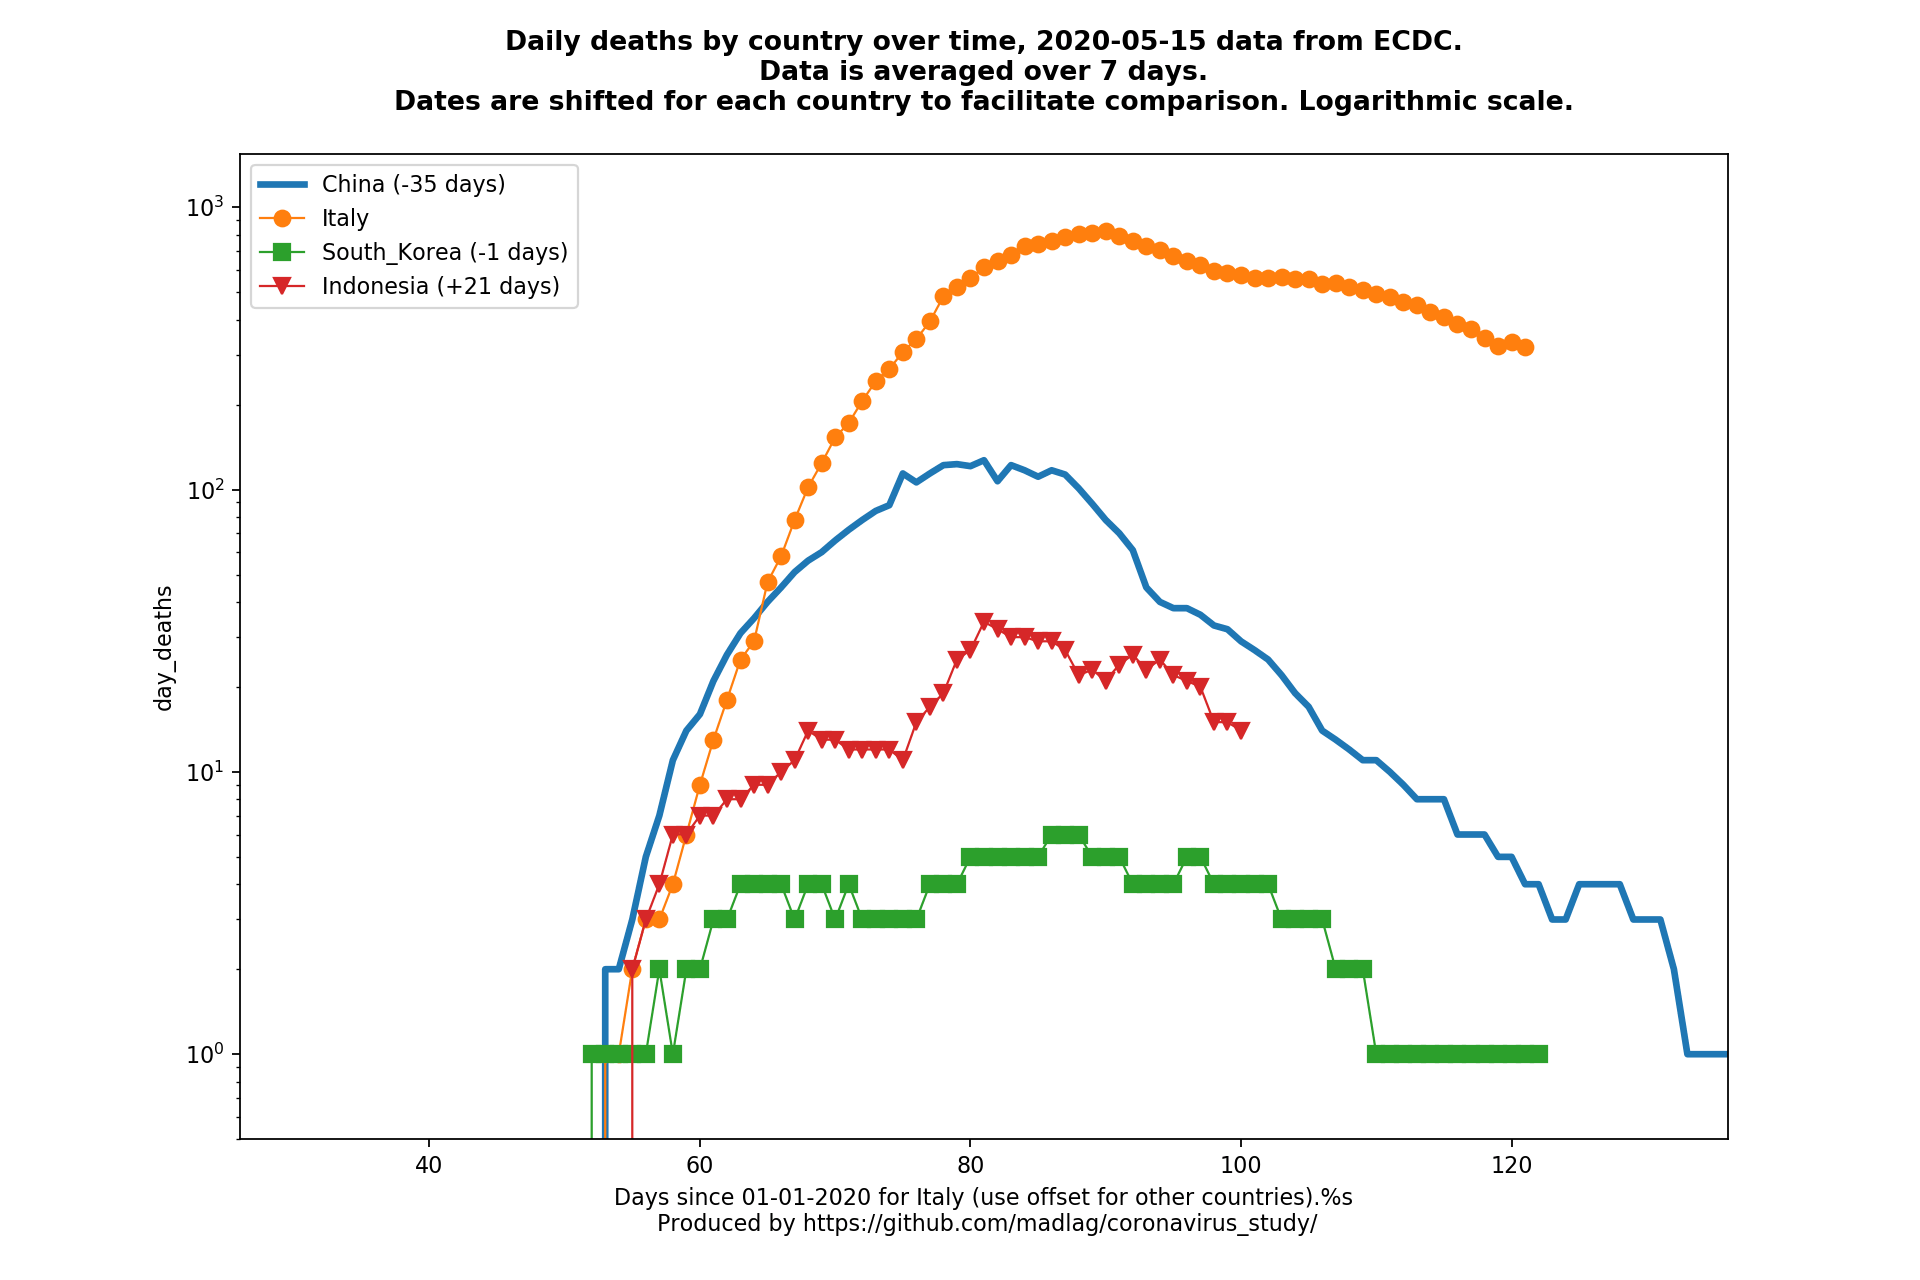 Daily deaths by country over time, 2020-05-15 data from ECDC.
Data is averaged over 7 days.
Dates are shifted for each country to facilitate comparison. Logarithmic scale.
China (-35 days)
Italy
South_Korea (-1 days)
Indonesia (+21 days)
10³
10²
10¹
10⁰
day_deaths
40 60 80 100 120
Days since 01-01-2020 for Italy (use offset for other countries).%s
Produced by https://github.com/madlag/coronavirus_study/